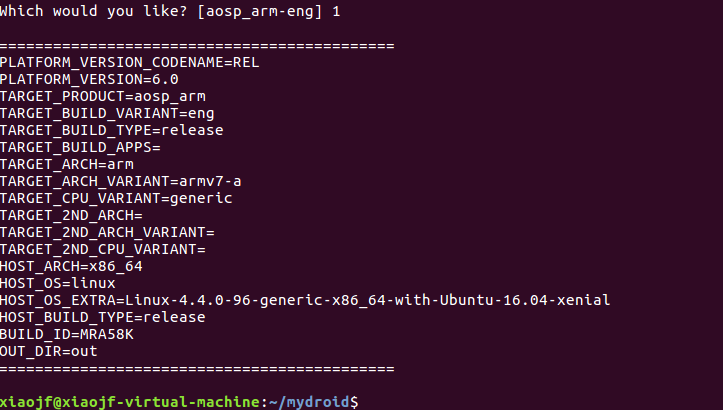 Which would you like? [aosp_arm-eng] 1
============================================
PLATFORM_VERSION_CODENAME=REL
PLATFORM_VERSION=6.0
TARGET_PRODUCT=aosp_arm
TARGET_BUILD_VARIANT=eng
TARGET_BUILD_TYPE=release
TARGET_BUILD_APPS=
TARGET_ARCH=arm
TARGET_ARCH_VARIANT=armv7-a
TARGET_CPU_VARIANT=generic
TARGET_2ND_ARCH=
TARGET_2ND_ARCH_VARIANT=
TARGET_2ND_CPU_VARIANT=
HOST_ARCH=x86_64
HOST_OS=linux
HOST_OS_EXTRA=Linux-4.4.0-96-generic-x86_64-with-Ubuntu-16.04-xenial
HOST_BUILD_TYPE=release
BUILD_ID=MRA58K
OUT_DIR=out
============================================
xiaojf@xiaojf-virtual-machine:~/mydroid$